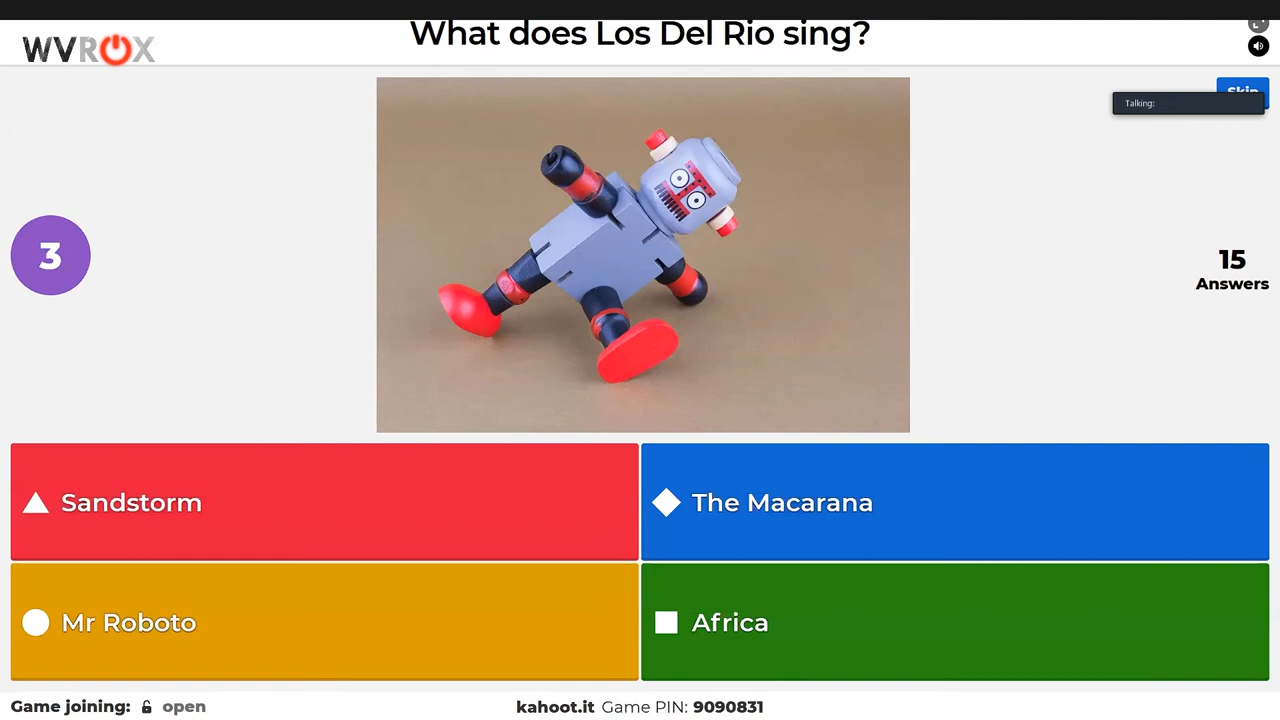 What does Los Del Rio sing?
WVROX
Talking:
3
15
Answers
Sandstorm
The Macarana
Mr Roboto
Africa
Game joining: open
kahoot.it Game PIN: 9090831